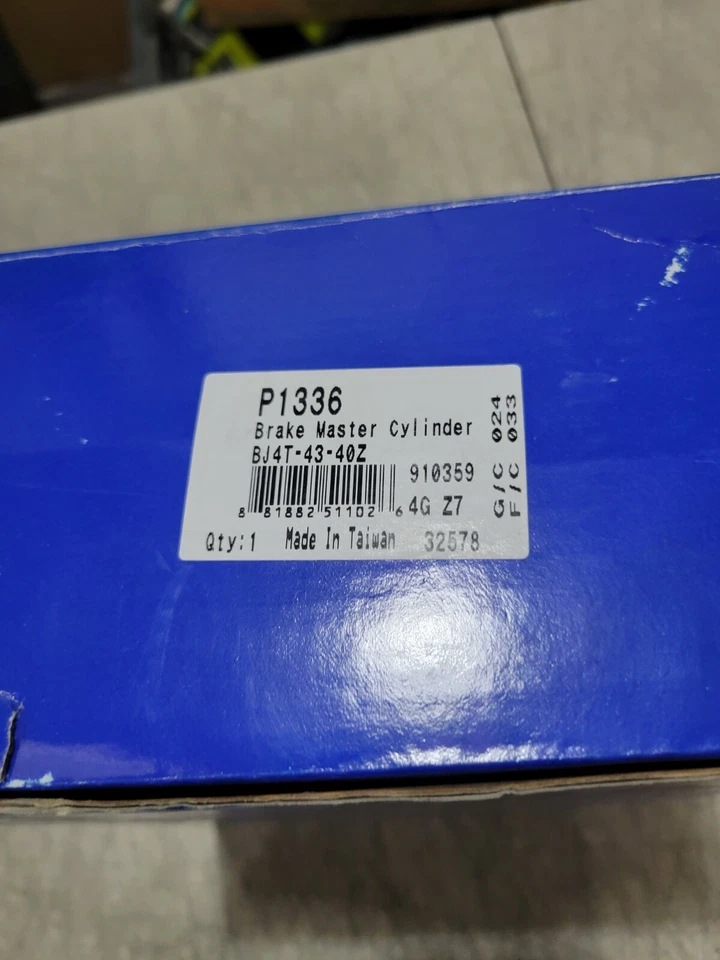 P1336
Brake Master Cylinder
BJ4T-43-40Z
910359
8 81882 51102 6
4G Z7
Qty:1 Made In Taiwan 32578
G/C 024
F/C 033